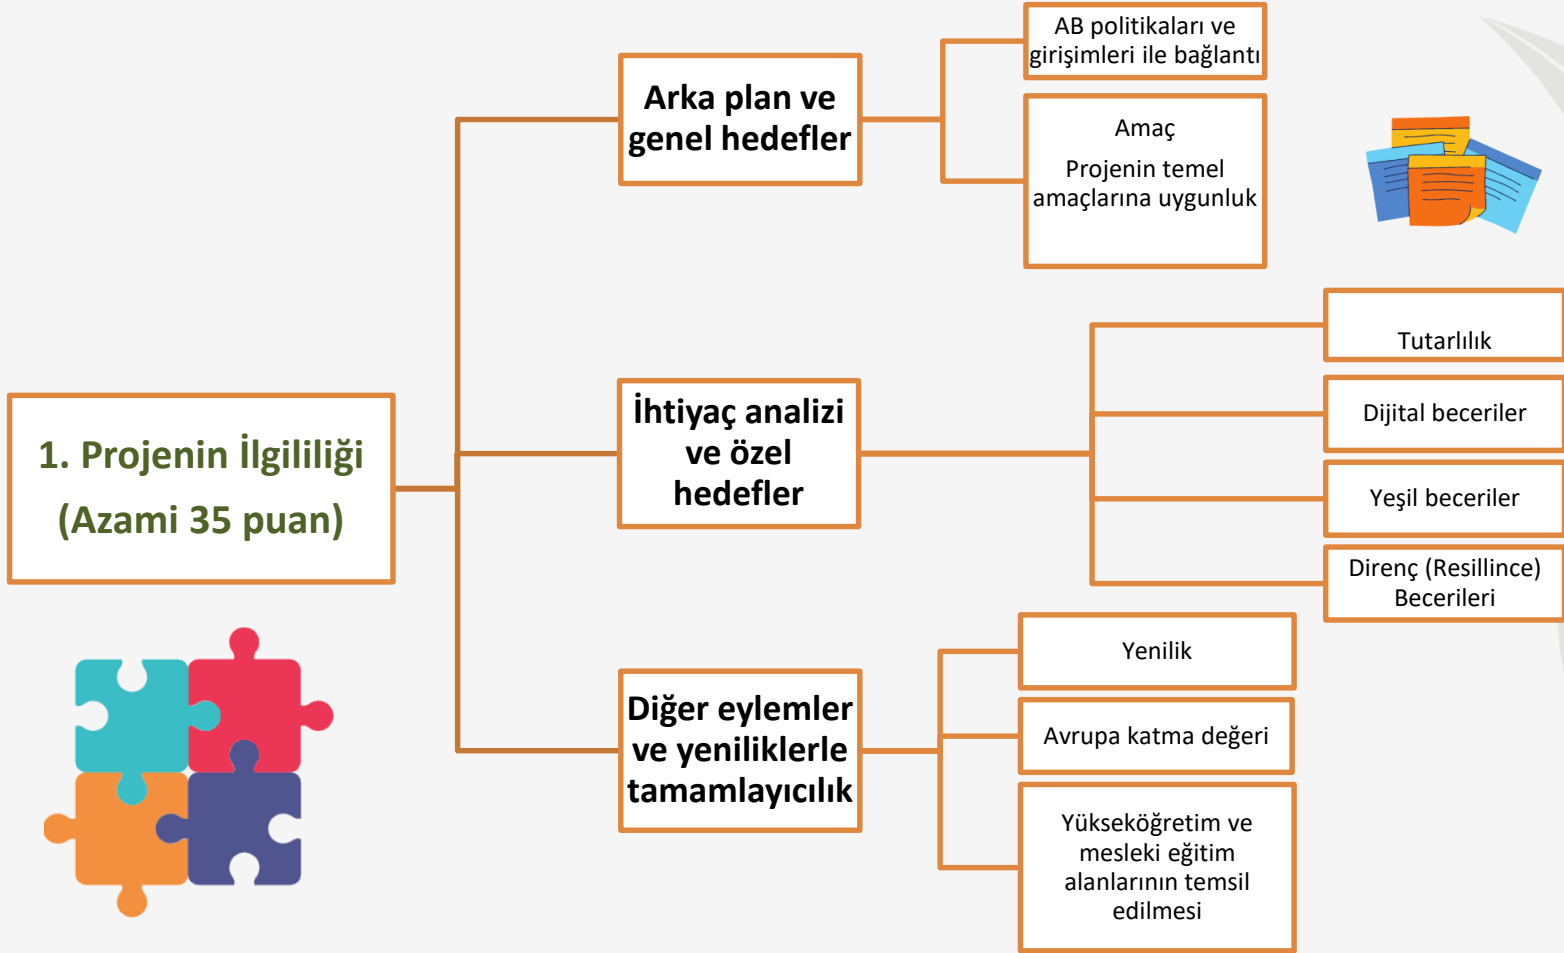 1. Projenin İlgililiği
(Azami 35 puan)
Arka plan ve
genel hedefler
AB politikaları ve
girişimleri ile bağlantı
Amaç
Projenin temel
amaçlarına uygunluk
İhtiyaç analizi
ve özel
hedefler
Tutarlılık
Dijital beceriler
Yeşil beceriler
Direnç (Resillince)
Becerileri
Diğer eylemler
ve yeniliklerle
tamamlayıcılık
Yenilik
Avrupa katma değeri
Yükseköğretim ve
mesleki eğitim
alanlarının temsil
edilmesi